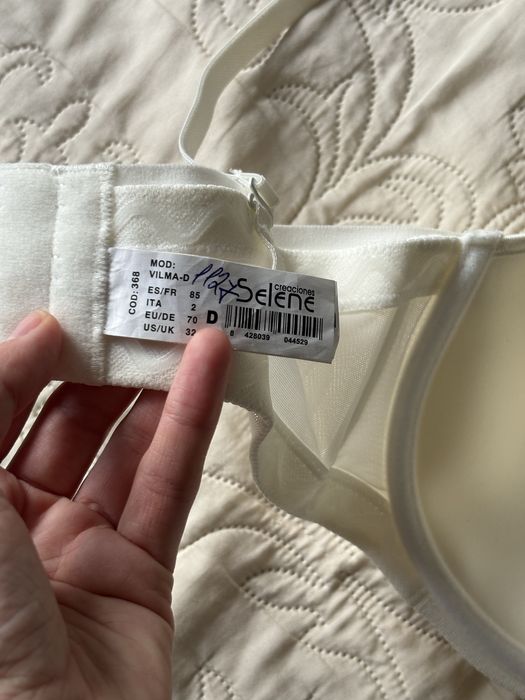 COD: 368
MOD:
VILMA-D
ES/FR 85
ITA 2
EU/DE 70
US/UK 32
D
creaciones
Selene
8 428039 044529